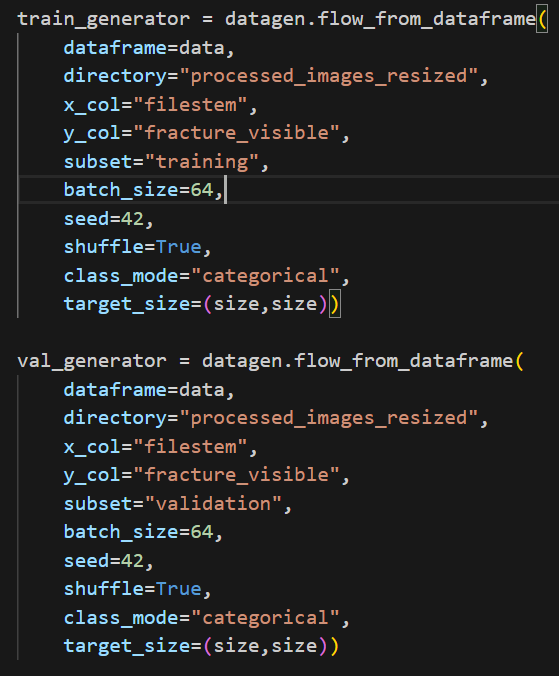 train_generator = datagen.flow_from_dataframe(
    dataframe=data,
    directory="processed_images_resized",
    x_col="filestem",
    y_col="fracture_visible",
    subset="training",
    batch_size=64,
    seed=42,
    shuffle=True,
    class_mode="categorical",
    target_size=(size,size))

val_generator = datagen.flow_from_dataframe(
    dataframe=data,
    directory="processed_images_resized",
    x_col="filestem",
    y_col="fracture_visible",
    subset="validation",
    batch_size=64,
    seed=42,
    shuffle=True,
    class_mode="categorical",
    target_size=(size,size))